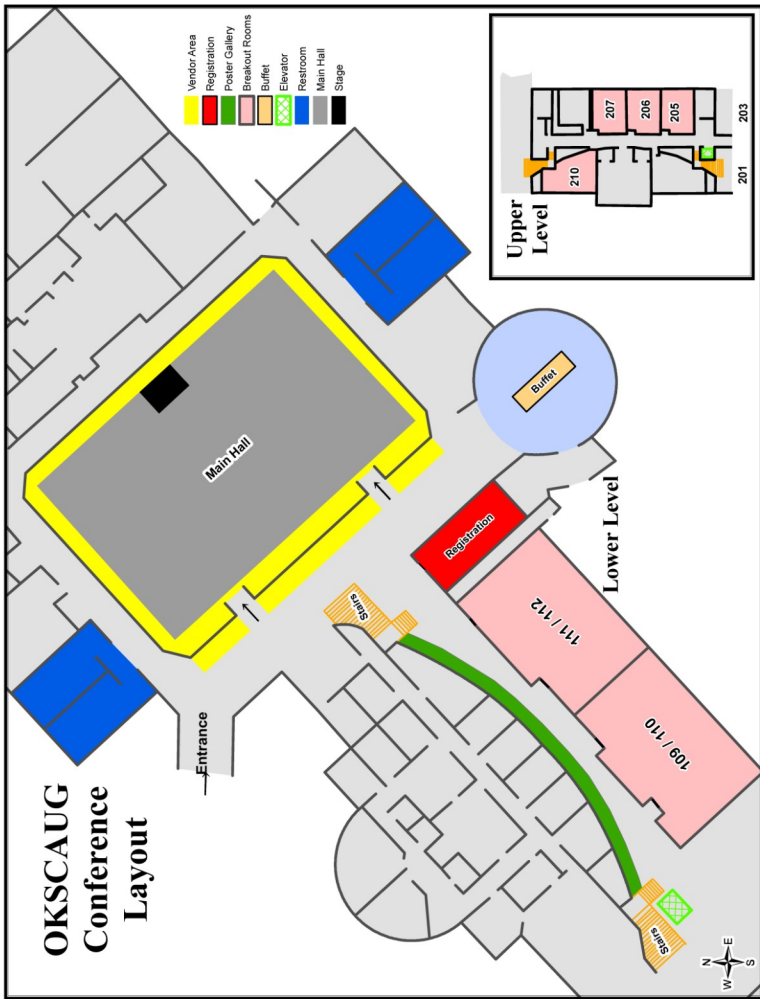 OKSCAUG
Conference
Layout
Vendor Area
Registration
Poster Gallery
Breakout Rooms
Buffet
Elevator
Restroom
Main Hall
Stage
Upper
Level
207
206
205
203
210
201
Main Hall
Buffet
Registration
Lower Level
Stairs
111 / 112
109 / 110
Entrance
Stairs
N
W
E
S